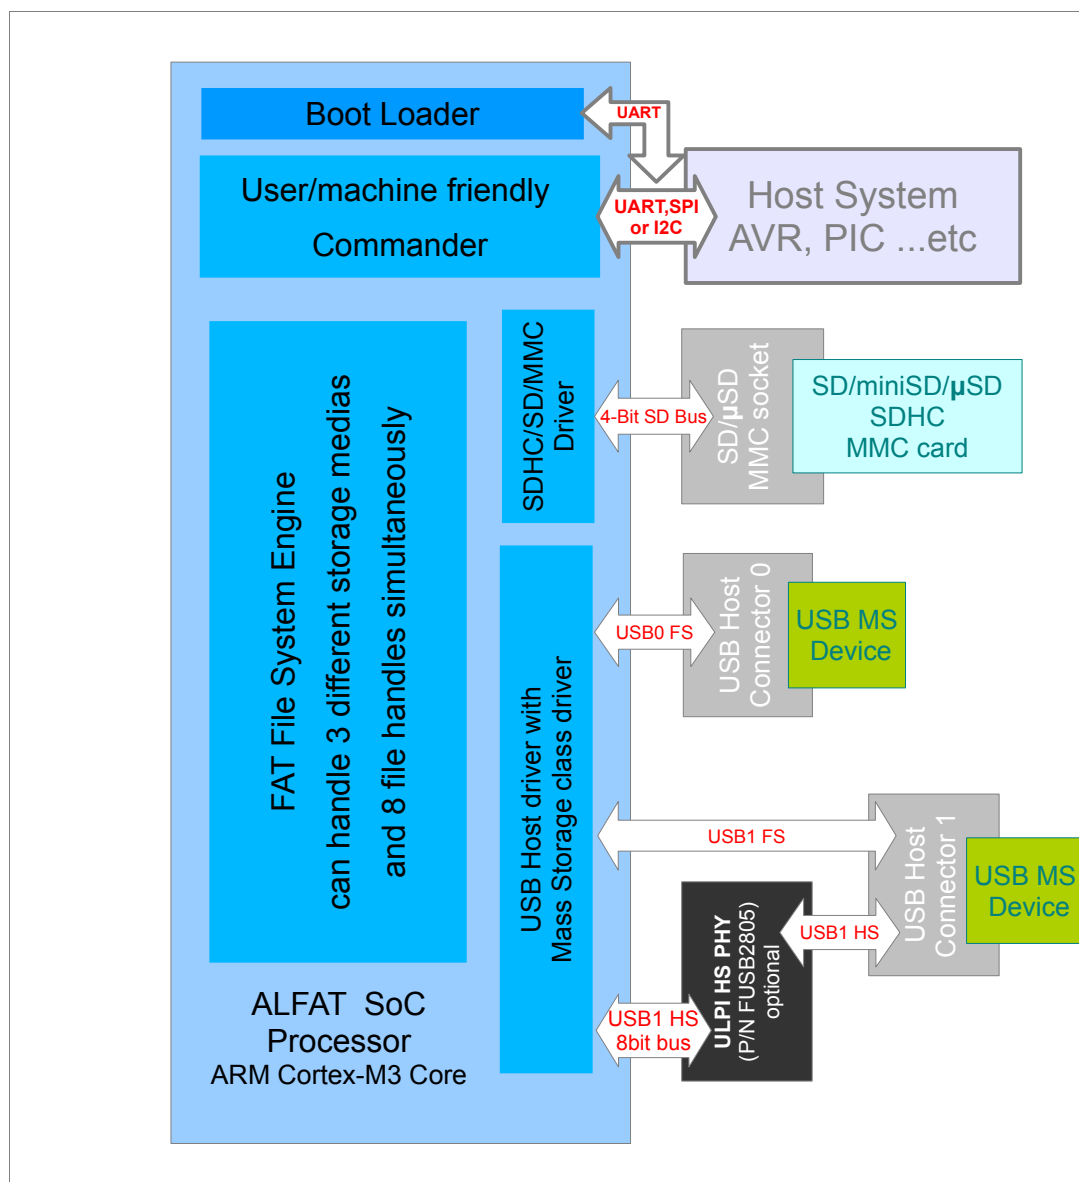 Boot Loader
UART
User/machine friendly
Commander
UART,SPI
or I2C
Host System
AVR, PIC ...etc
FAT File System Engine
can handle 3 different storage medias
and 8 file handles simultaneously
SDHC/SD/MMC
Driver
4-Bit SD Bus
SD/µSD
MMC socket
SD/miniSD/µSD
SDHC
MMC card
USB Host driver with
Mass Storage class driver
USB0 FS
USB Host
Connector 0
USB MS
Device
USB1 FS
USB Host
Connector 1
USB MS
Device
USB1 HS
ULPI HS PHY
(P/N FUSB2805)
optional
USB1 HS
8bit bus
ALFAT SoC
Processor
ARM Cortex-M3 Core